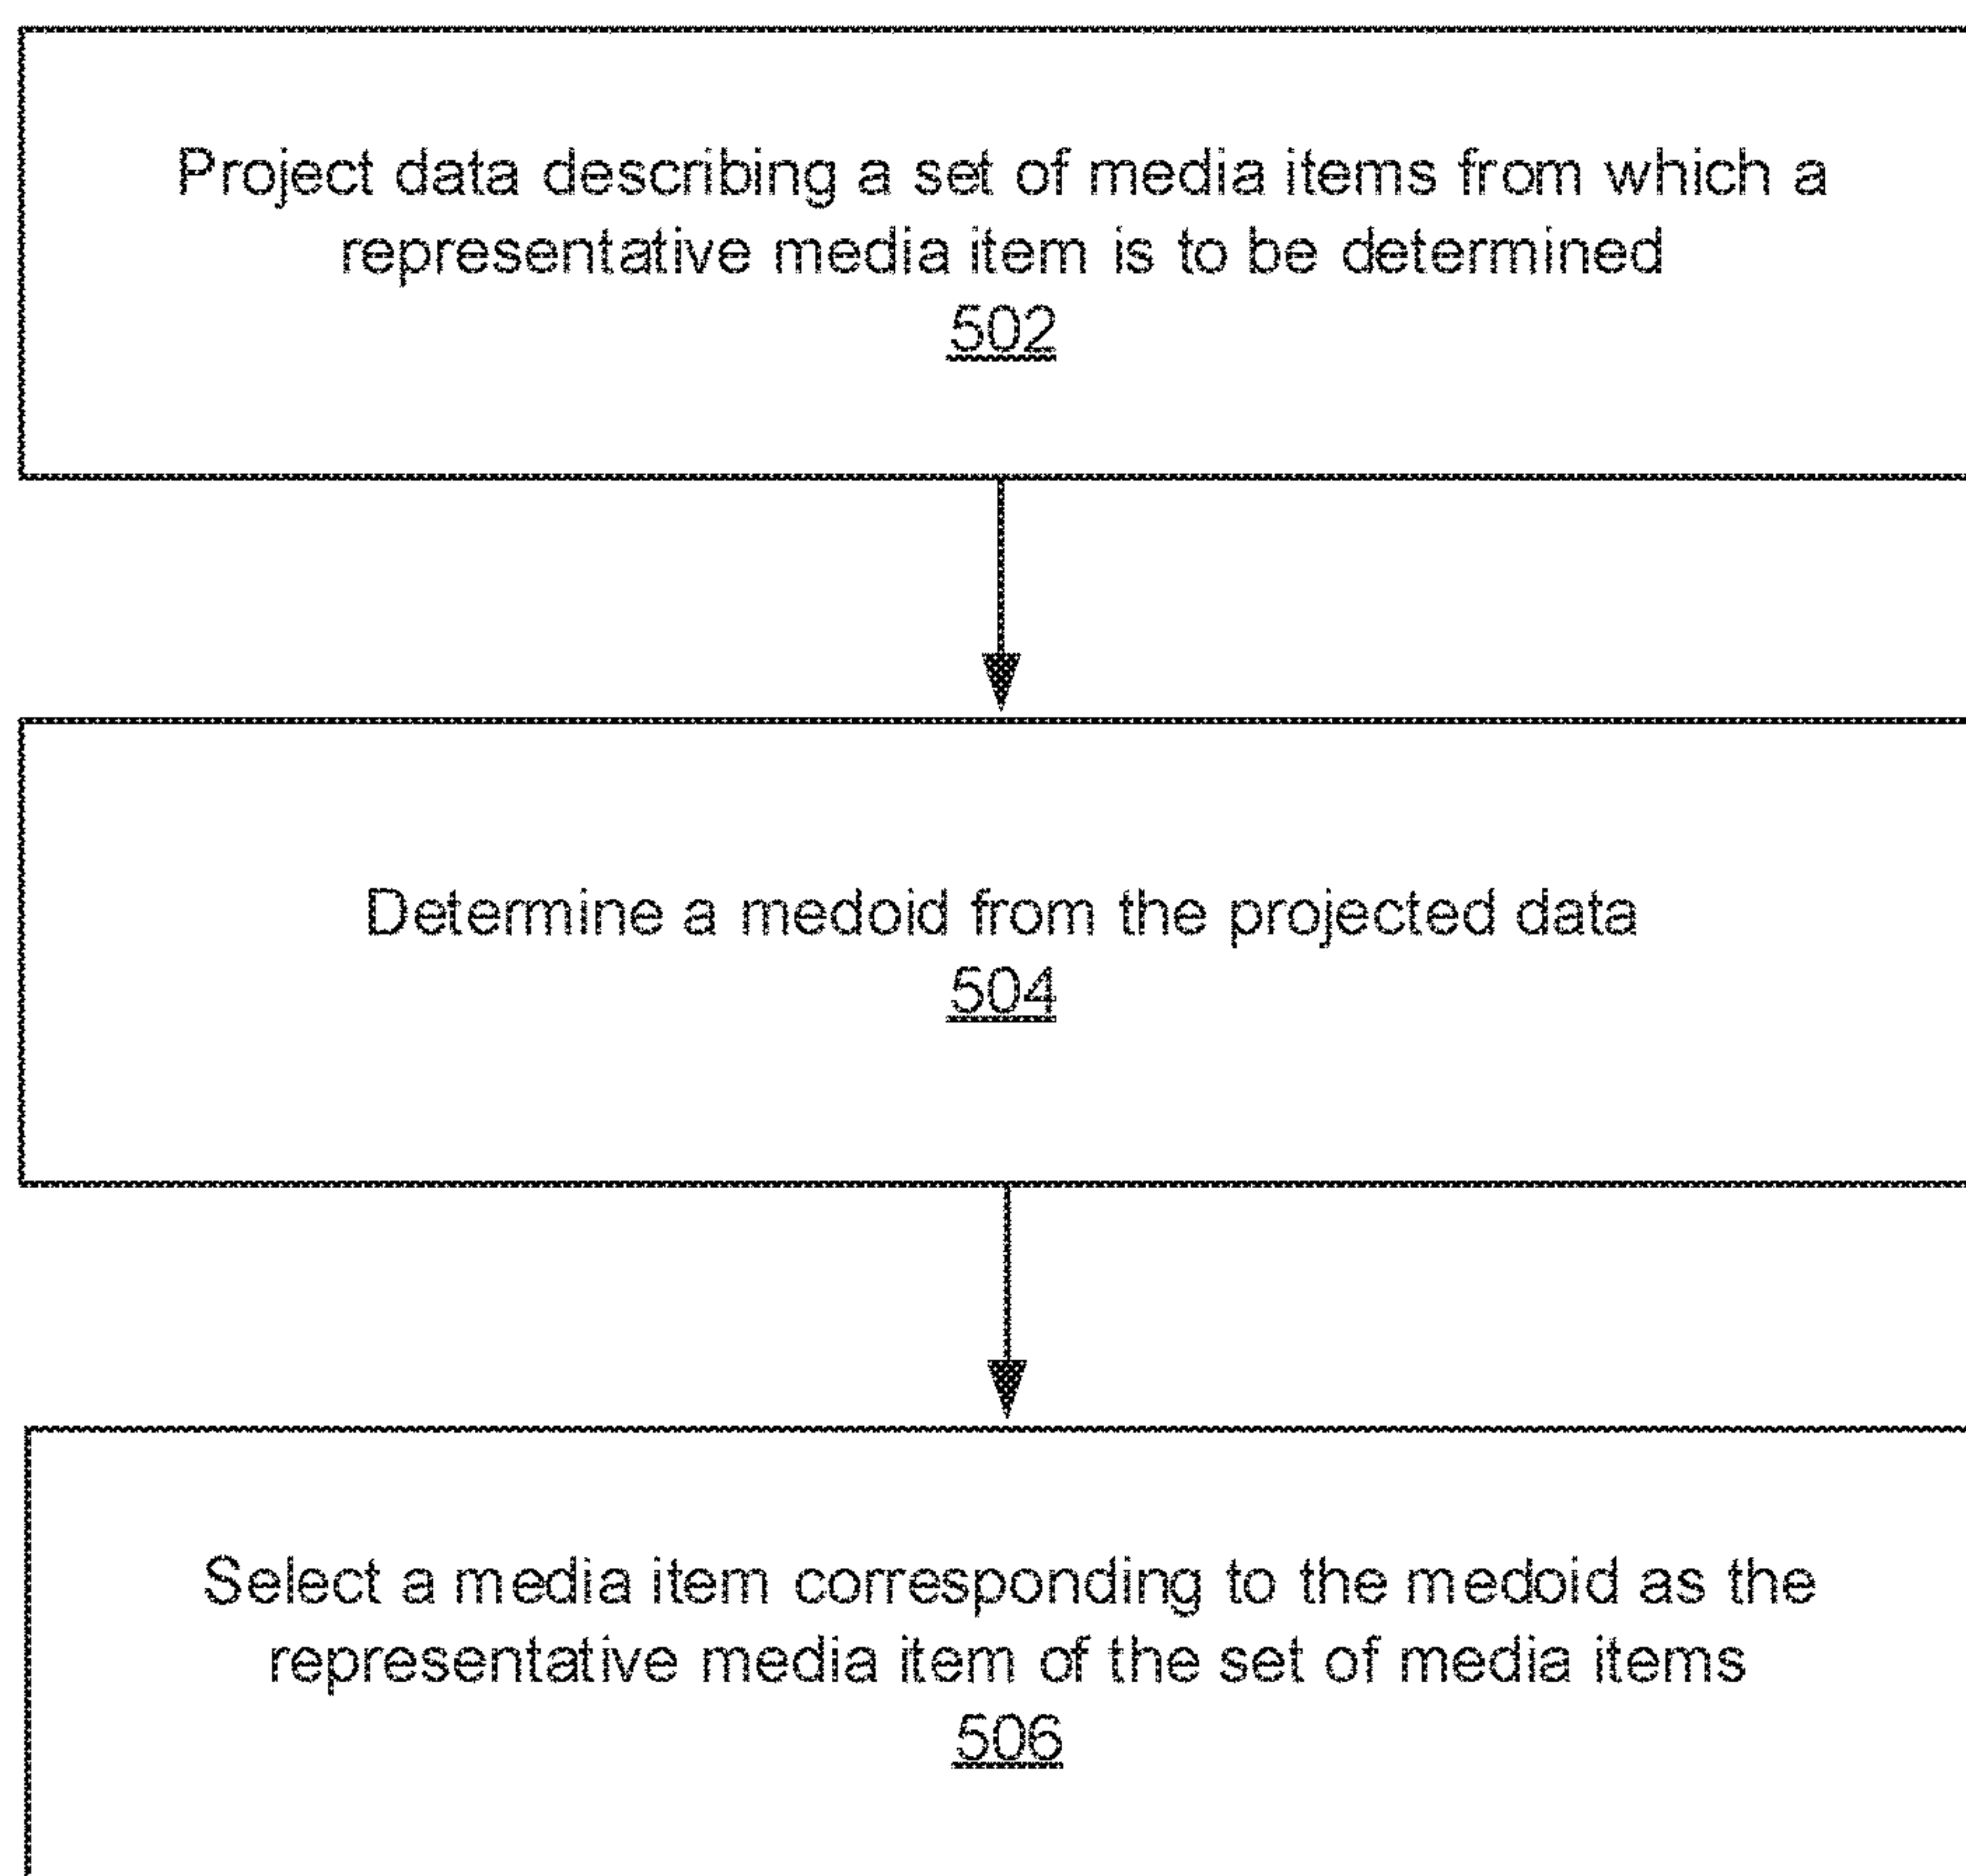 Project data describing a set of media items from which a
representative media item is to be determined
502
Determine a medoid from the projected data
504
Select a media item corresponding to the medoid as the
representative media item of the set of media items
506